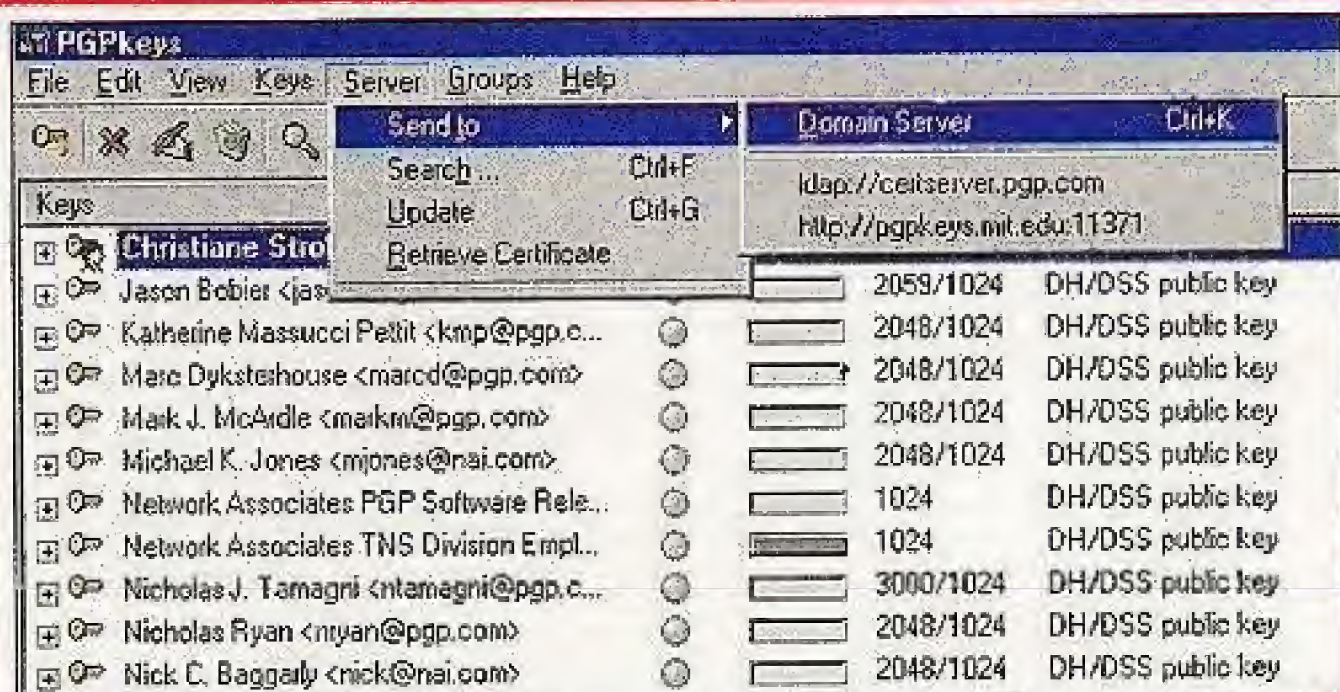 PGPkeys
File Edit View Keys Server Groups Help
Send to
Domain Server Ctrl+K
Search ... Ctrl+F
ldap://certserver.pgp.com
Update Ctrl+G
http://pgpkeys.mit.edu:11371
Retrieve Certificate
Keys
Christiane Stro
Jason Bobier <jas 2059/1024 DH/DSS public key
Katherine Massucci Pettit <kmp@pgp.c... 2048/1024 DH/DSS public key
Marc Dyksterhouse <marcd@pgp.com> 2048/1024 DH/DSS public key
Mark J. McArdle <markm@pgp.com> 2048/1024 DH/DSS public key
Michael K. Jones <mjones@nai.com> 2048/1024 DH/DSS public key
Network Associates PGP Software Rele... 1024 DH/DSS public key
Network Associates TNS Division Empl... 1024 DH/DSS public key
Nicholas J. Tamagni <ntamagni@pgp.c... 3000/1024 DH/DSS public key
Nicholas Ryan <nryan@pgp.com> 2048/1024 DH/DSS public key
Nick C. Baggarly <nick@nai.com> 2048/1024 DH/DSS public key